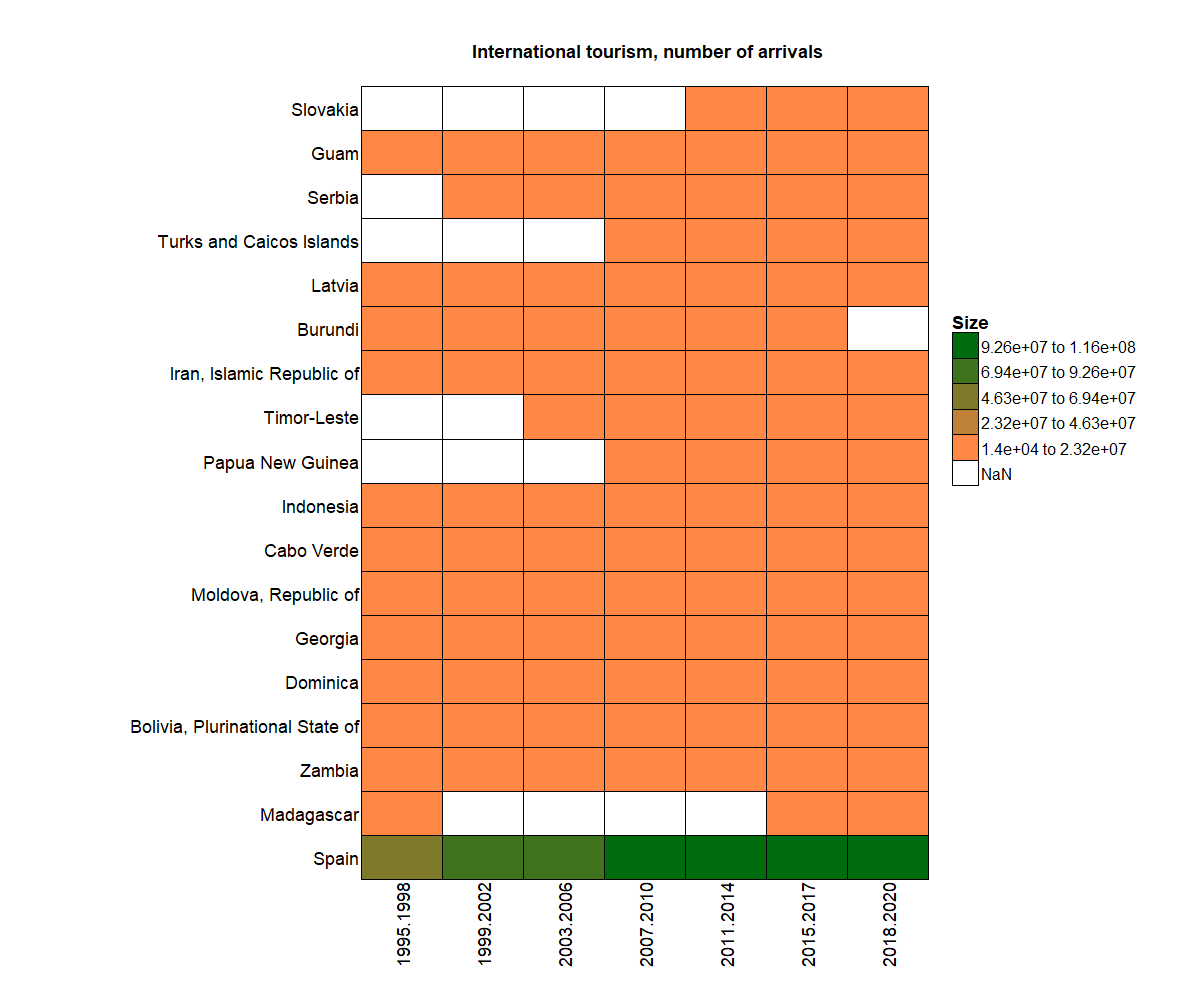 International tourism, number of arrivals
Slovakia
Guam
Serbia
Turks and Caicos Islands
Latvia
Burundi
Iran, Islamic Republic of
Timor-Leste
Papua New Guinea
Indonesia
Cabo Verde
Moldova, Republic of
Georgia
Dominica
Bolivia, Plurinational State of
Zambia
Madagascar
Spain
1995.1998
1999.2002
2003.2006
2007.2010
2011.2014
2015.2017
2018.2020
Size
9.26e+07 to 1.16e+08
6.94e+07 to 9.26e+07
4.63e+07 to 6.94e+07
2.32e+07 to 4.63e+07
1.4e+04 to 2.32e+07
NaN